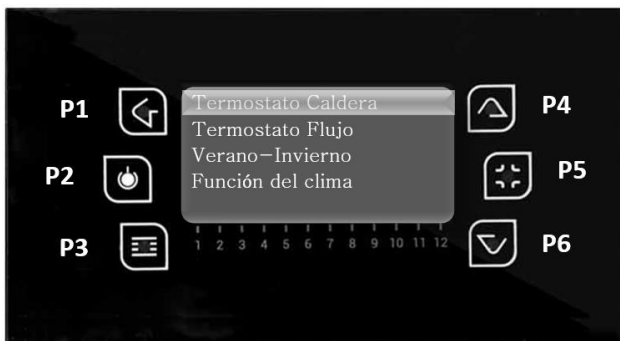 P1
P2
P3
Termostato Caldera
Termostato Flujo
Verano-Invierno
Función del clima
1 2 3 4 5 6 7 8 9 10 11 12
P4
P5
P6